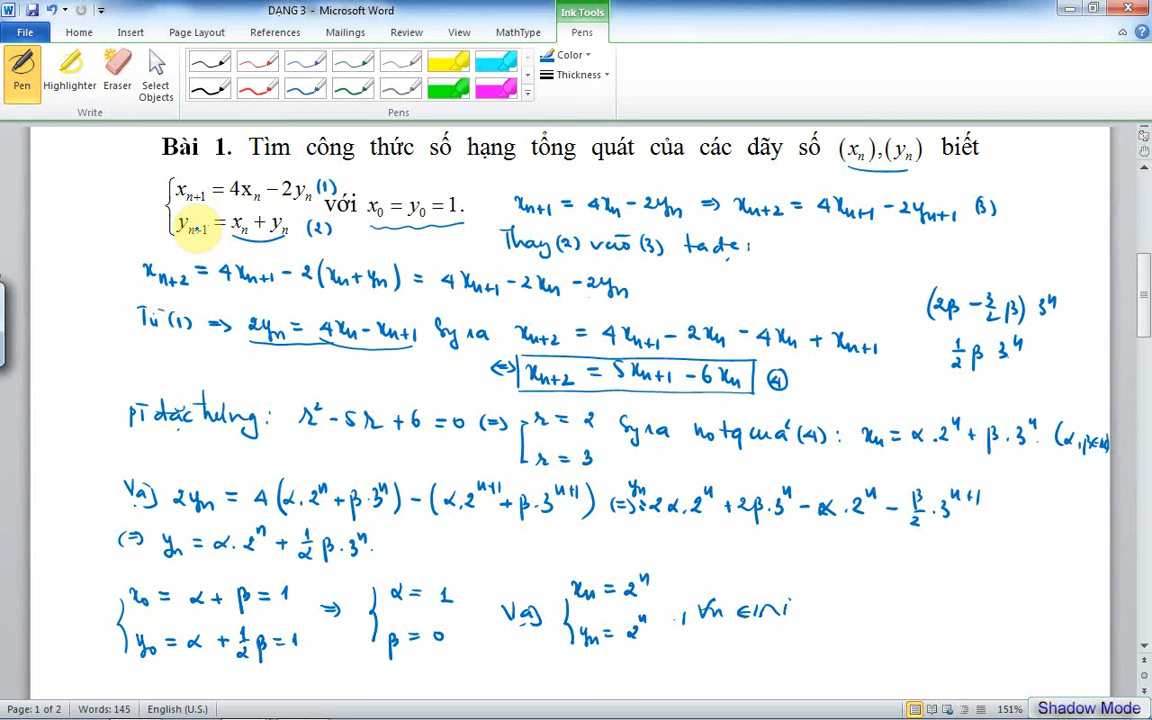 DẠNG 3 - Microsoft Word
Ink Tools
File Home Insert Page Layout References Mailings Review View MathType Pens
Pen Highlighter Eraser Select Objects
Color
Thickness
Write Pens
Bài 1. Tìm công thức số hạng tổng quát của các dãy số (xₙ),(yₙ) biết
{ xₙ₊₁ = 4xₙ − 2yₙ (1)
yₙ₊₁ = xₙ + yₙ (2)
với x₀ = y₀ = 1.
xₙ₊₁ = 4xₙ − 2yₙ ⇒ xₙ₊₂ = 4xₙ₊₁ − 2yₙ₊₁ (3)
Thay (2) vào (3) ta đc:
xₙ₊₂ = 4xₙ₊₁ − 2(xₙ + yₙ) = 4xₙ₊₁ − 2xₙ − 2yₙ
Từ (1) ⇒ 2yₙ = 4xₙ − xₙ₊₁ Suy ra xₙ₊₂ = 4xₙ₊₁ − 2xₙ − 4xₙ + xₙ₊₁
(2β − 3/2 β) 3ⁿ
1/2 β 3ⁿ
⇔ xₙ₊₂ = 5xₙ₊₁ − 6xₙ (4)
pt đặc trưng: r² − 5r + 6 = 0 ⇔ [ r = 2
r = 3
Suy ra no tq của (4): xₙ = α.2ⁿ + β.3ⁿ (α,β∈R)
Vậy 2yₙ = 4(α.2ⁿ + β.3ⁿ) − (α.2ⁿ⁺¹ + β.3ⁿ⁺¹) ⇔ yₙ = 2α.2ⁿ + 2β.3ⁿ − α.2ⁿ − β/2 .3ⁿ⁺¹
⇔ yₙ = α.2ⁿ + 1/2 β.3ⁿ.
{ x₀ = α + β = 1
y₀ = α + 1/2 β = 1
⇒ { α = 1
β = 0
Vậy { xₙ = 2ⁿ
yₙ = 2ⁿ
, ∀n ∈ N
Page: 1 of 2 Words: 145 English (U.S.) 151% Shadow Mode